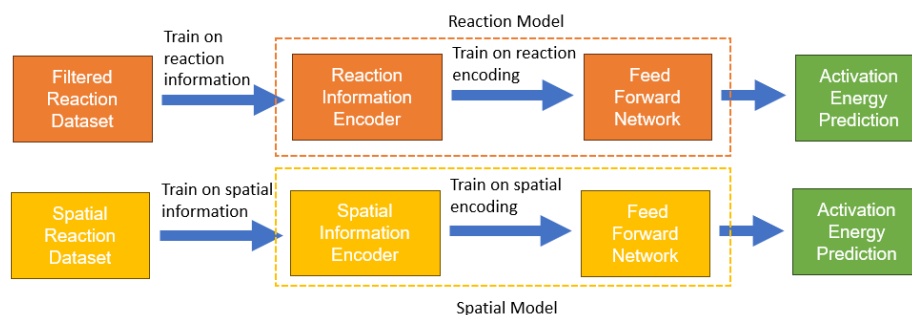 Reaction Model
Train on
reaction
information
Train on reaction
encoding
Filtered
Reaction
Dataset
Reaction
Information
Encoder
Feed
Forward
Network
Activation
Energy
Prediction
Train on spatial
information
Train on spatial
encoding
Spatial
Reaction
Dataset
Spatial
Information
Encoder
Feed
Forward
Network
Activation
Energy
Prediction
Spatial Model